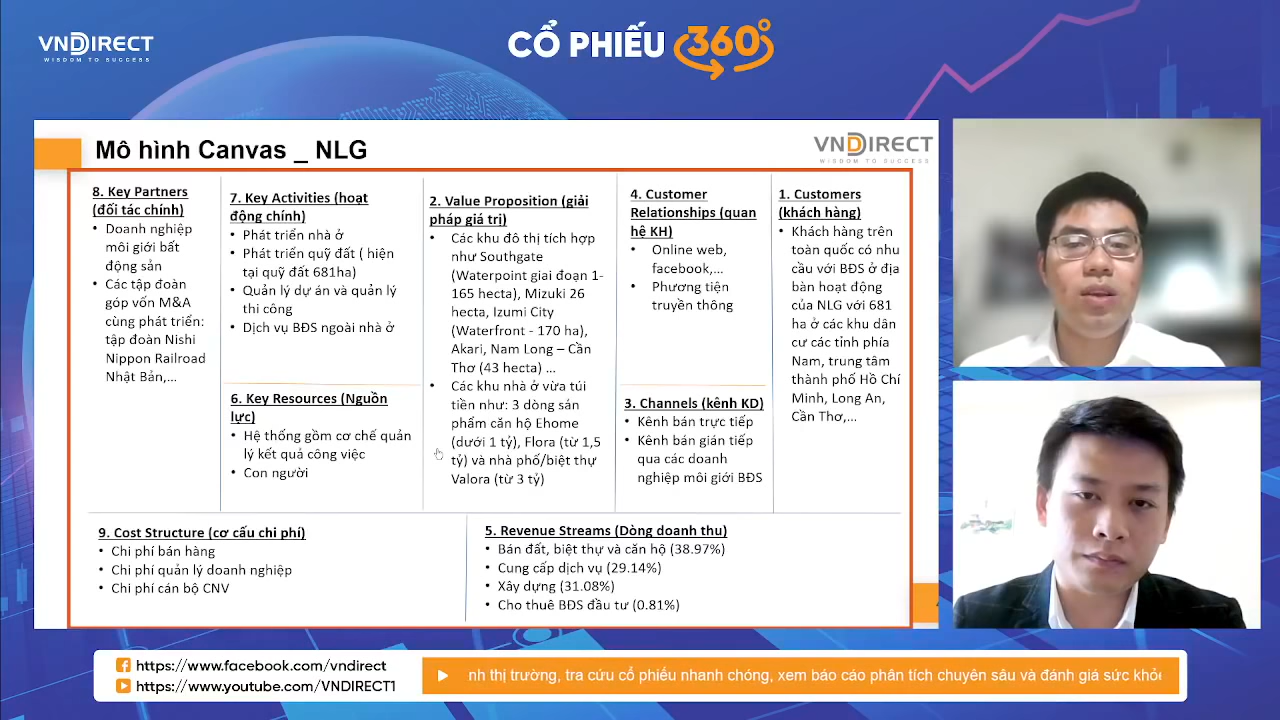 VNDIRECT
WISDOM TO SUCCESS
CỔ PHIẾU 360°
Mô hình Canvas _ NLG
VNDIRECT
WISDOM TO SUCCESS
8. Key Partners
(đối tác chính)
• Doanh nghiệp
môi giới bất
động sản
• Các tập đoàn
góp vốn M&A
cùng phát triển:
tập đoàn Nishi
Nippon Railroad
Nhật Bản,...
7. Key Activities (hoạt
động chính)
• Phát triển nhà ở
• Phát triển quỹ đất ( hiện
tại quỹ đất 681ha)
• Quản lý dự án và quản lý
thi công
• Dịch vụ BĐS ngoài nhà ở
6. Key Resources (Nguồn
lực)
• Hệ thống gồm cơ chế quản
lý kết quả công việc
• Con người
2. Value Proposition (giải
pháp giá trị)
• Các khu đô thị tích hợp
như Southgate
(Waterpoint giai đoạn 1-
165 hecta), Mizuki 26
hecta, Izumi City
(Waterfront - 170 ha),
Akari, Nam Long – Cần
Thơ (43 hecta) ...
• Các khu nhà ở vừa túi
tiền như: 3 dòng sản
phẩm căn hộ Ehome
(dưới 1 tỷ), Flora (từ 1,5
tỷ) và nhà phố/biệt thự
Valora (từ 3 tỷ)
4. Customer
Relationships (quan
hệ KH)
• Online web,
facebook,...
• Phương tiện
truyền thông
3. Channels (kênh KD)
• Kênh bán trực tiếp
• Kênh bán gián tiếp
qua các doanh
nghiệp môi giới BĐS
1. Customers
(khách hàng)
• Khách hàng trên
toàn quốc có nhu
cầu với BĐS ở địa
bàn hoạt động
của NLG với 681
ha ở các khu dân
cư các tỉnh phía
Nam, trung tâm
thành phố Hồ Chí
Minh, Long An,
Cần Thơ,...
9. Cost Structure (cơ cấu chi phí)
• Chi phí bán hàng
• Chi phí quản lý doanh nghiệp
• Chi phí cán bộ CNV
5. Revenue Streams (Dòng doanh thu)
• Bán đất, biệt thự và căn hộ (38.97%)
• Cung cấp dịch vụ (29.14%)
• Xây dựng (31.08%)
• Cho thuê BĐS đầu tư (0.81%)
https://www.facebook.com/vndirect
https://www.youtube.com/VNDIRECT1
nh thị trường, tra cứu cổ phiếu nhanh chóng, xem báo cáo phân tích chuyên sâu và đánh giá sức khỏe